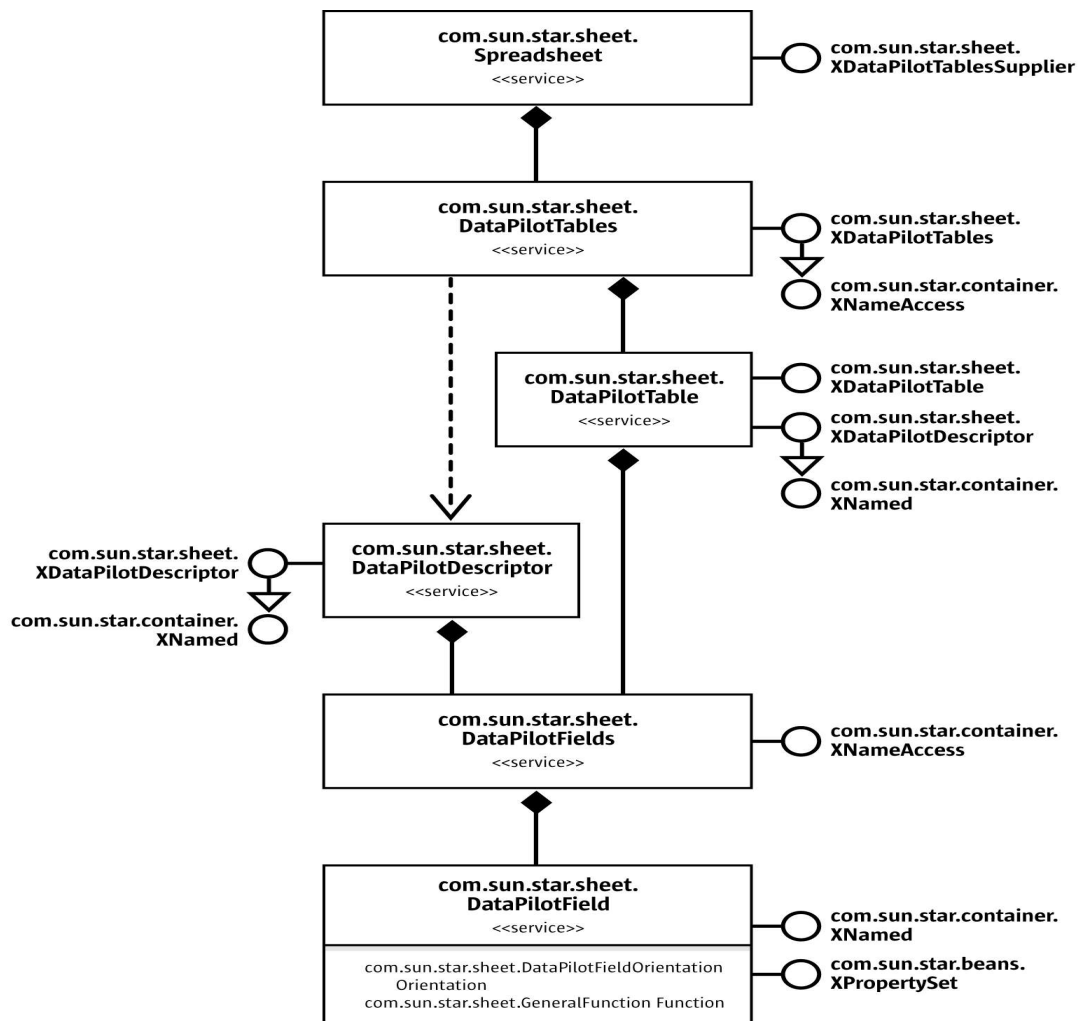 com.sun.star.sheet.
Spreadsheet
<<service>>
com.sun.star.sheet.
XDataPilotTablesSupplier
com.sun.star.sheet.
DataPilotTables
<<service>>
com.sun.star.sheet.
XDataPilotTables
com.sun.star.container.
XNameAccess
com.sun.star.sheet.
DataPilotTable
<<service>>
com.sun.star.sheet.
XDataPilotTable
com.sun.star.sheet.
XDataPilotDescriptor
com.sun.star.container.
XNamed
com.sun.star.sheet.
XDataPilotDescriptor
com.sun.star.container.
XNamed
com.sun.star.sheet.
DataPilotDescriptor
<<service>>
com.sun.star.sheet.
DataPilotFields
<<service>>
com.sun.star.container.
XNameAccess
com.sun.star.sheet.
DataPilotField
<<service>>
com.sun.star.container.
XNamed
com.sun.star.sheet.DataPilotFieldOrientation
Orientation
com.sun.star.sheet.GeneralFunction Function
com.sun.star.beans.
XPropertySet